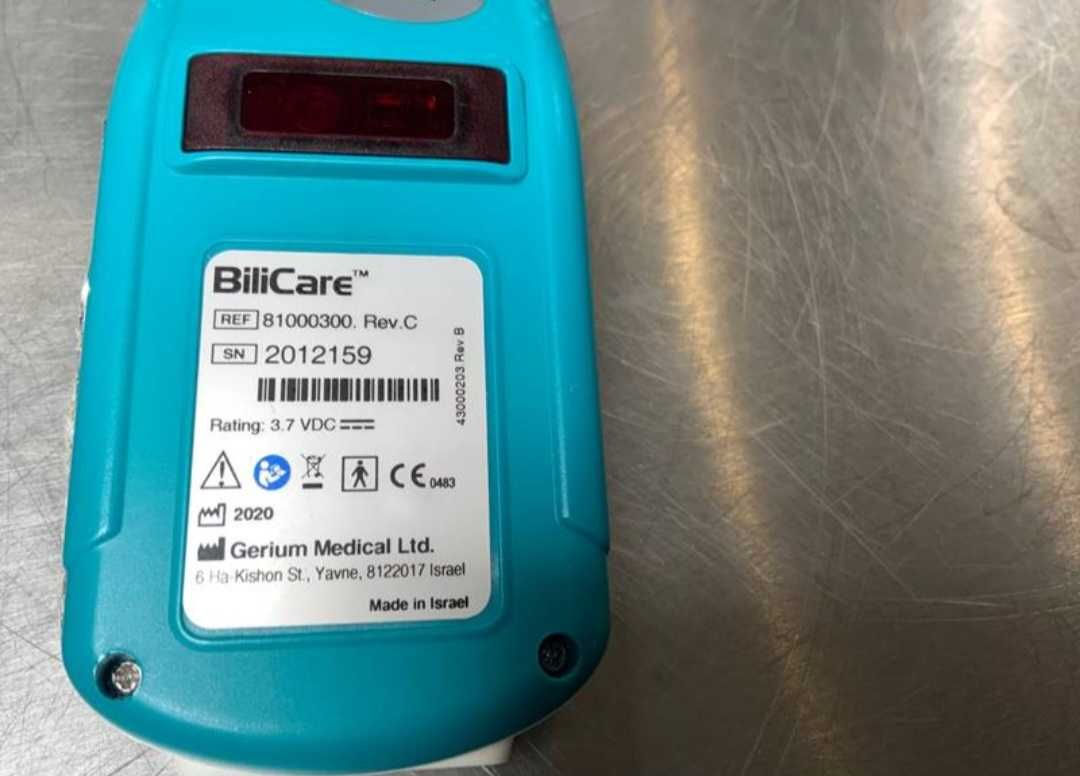 BiliCare™
REF 81000300. Rev.C
SN 2012159
43000203 Rev B
Rating: 3.7 VDC
CE 0483
2020
Gerium Medical Ltd.
6 Ha-Kishon St., Yavne, 8122017 Israel
Made in Israel